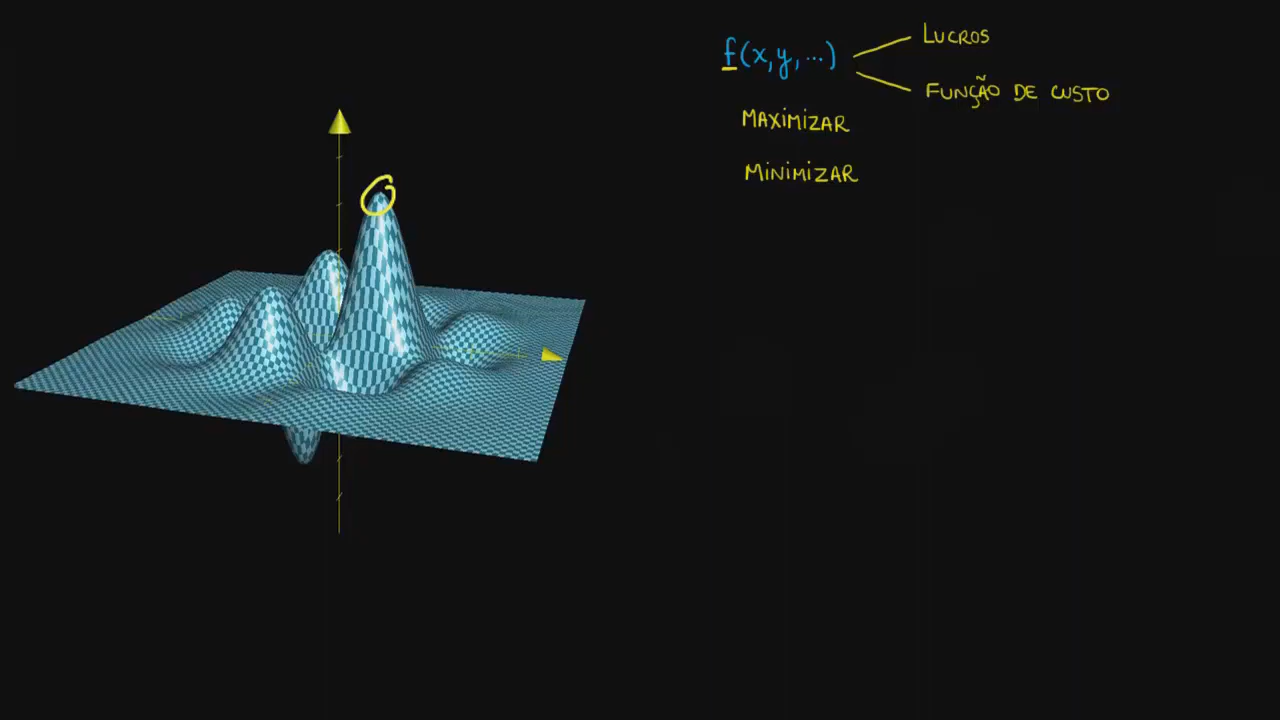 f(x,y,...)
LUCROS
FUNÇÃO DE CUSTO
MAXIMIZAR
MINIMIZAR